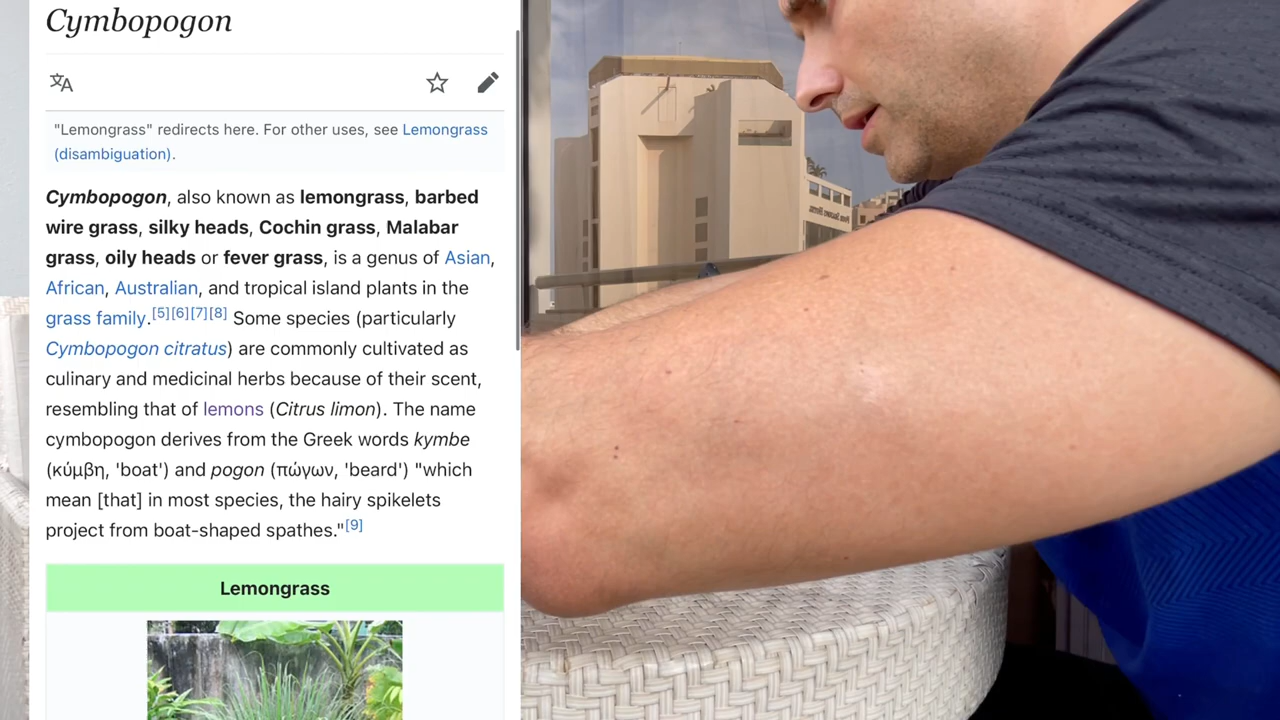 Cymbopogon
"Lemongrass" redirects here. For other uses, see Lemongrass
(disambiguation).
Cymbopogon, also known as lemongrass, barbed
wire grass, silky heads, Cochin grass, Malabar
grass, oily heads or fever grass, is a genus of Asian,
African, Australian, and tropical island plants in the
grass family.[5][6][7][8] Some species (particularly
Cymbopogon citratus) are commonly cultivated as
culinary and medicinal herbs because of their scent,
resembling that of lemons (Citrus limon). The name
cymbopogon derives from the Greek words kymbe
(κύμβη, 'boat') and pogon (πώγων, 'beard') "which
mean [that] in most species, the hairy spikelets
project from boat-shaped spathes."[9]
Lemongrass